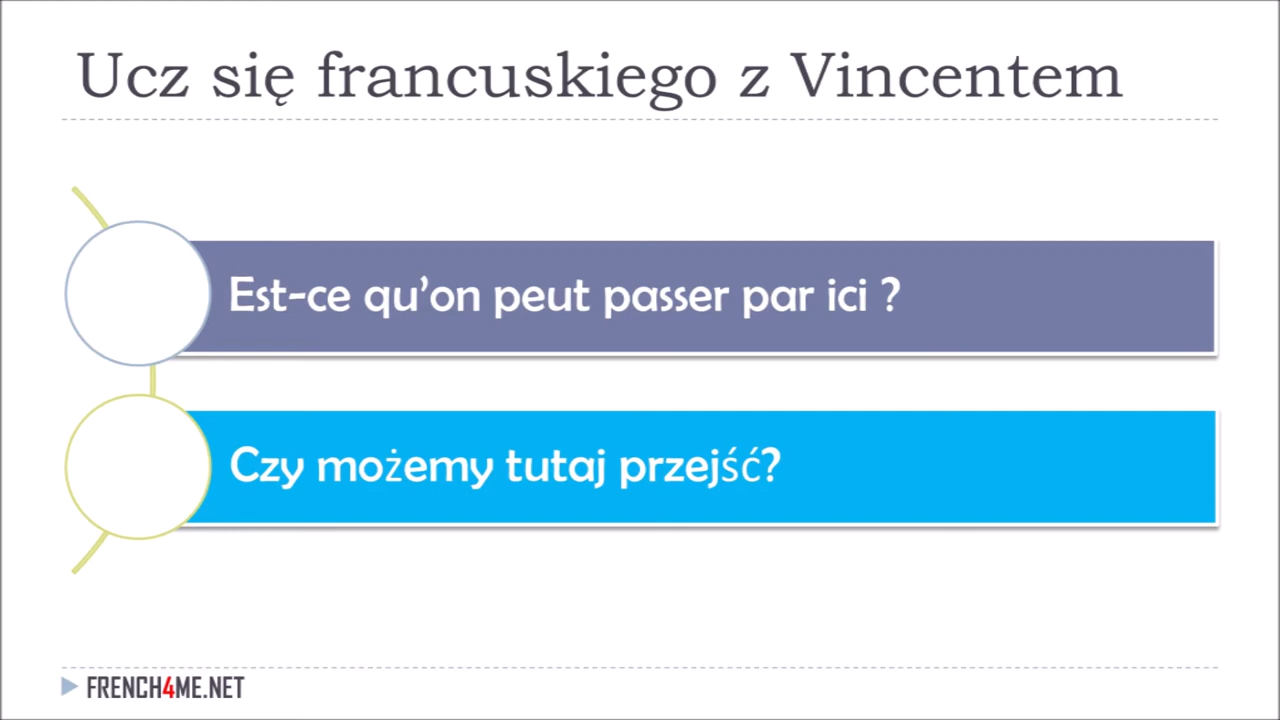 Ucz się francuskiego z Vincentem
Est-ce qu’on peut passer par ici ?
Czy możemy tutaj przejść?
FRENCH4ME.NET